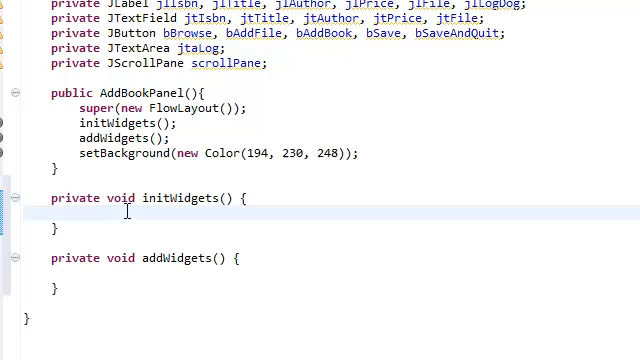 private JLabel jlIsbn, jlTitle, jlAuthor, jlPrice, jlFile, jlLogDog;
private JTextField jtIsbn, jtTitle, jtAuthor, jtPrice, jtFile;
private JButton bBrowse, bAddFile, bAddBook, bSave, bSaveAndQuit;
private JTextArea jtaLog;
private JScrollPane scrollPane;
public AddBookPanel(){
super(new FlowLayout());
initWidgets();
addWidgets();
setBackground(new Color(194, 230, 248));
}
private void initWidgets() {
}
private void addWidgets() {
}
}